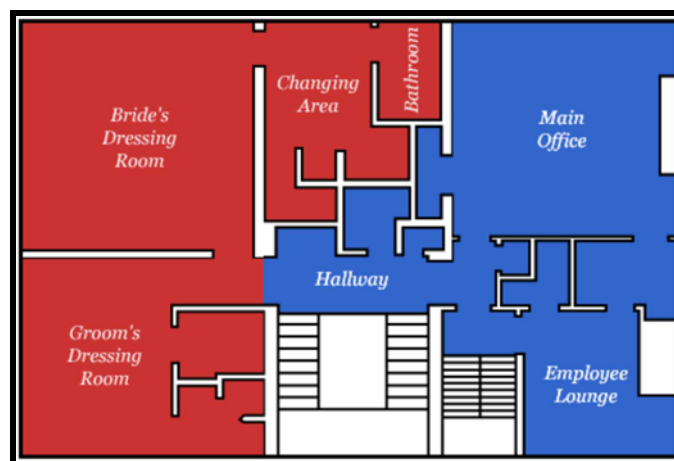 Bride's
Dressing
Room
Changing
Area
Bathroom
Main
Office
Hallway
Groom's
Dressing
Room
Employee
Lounge